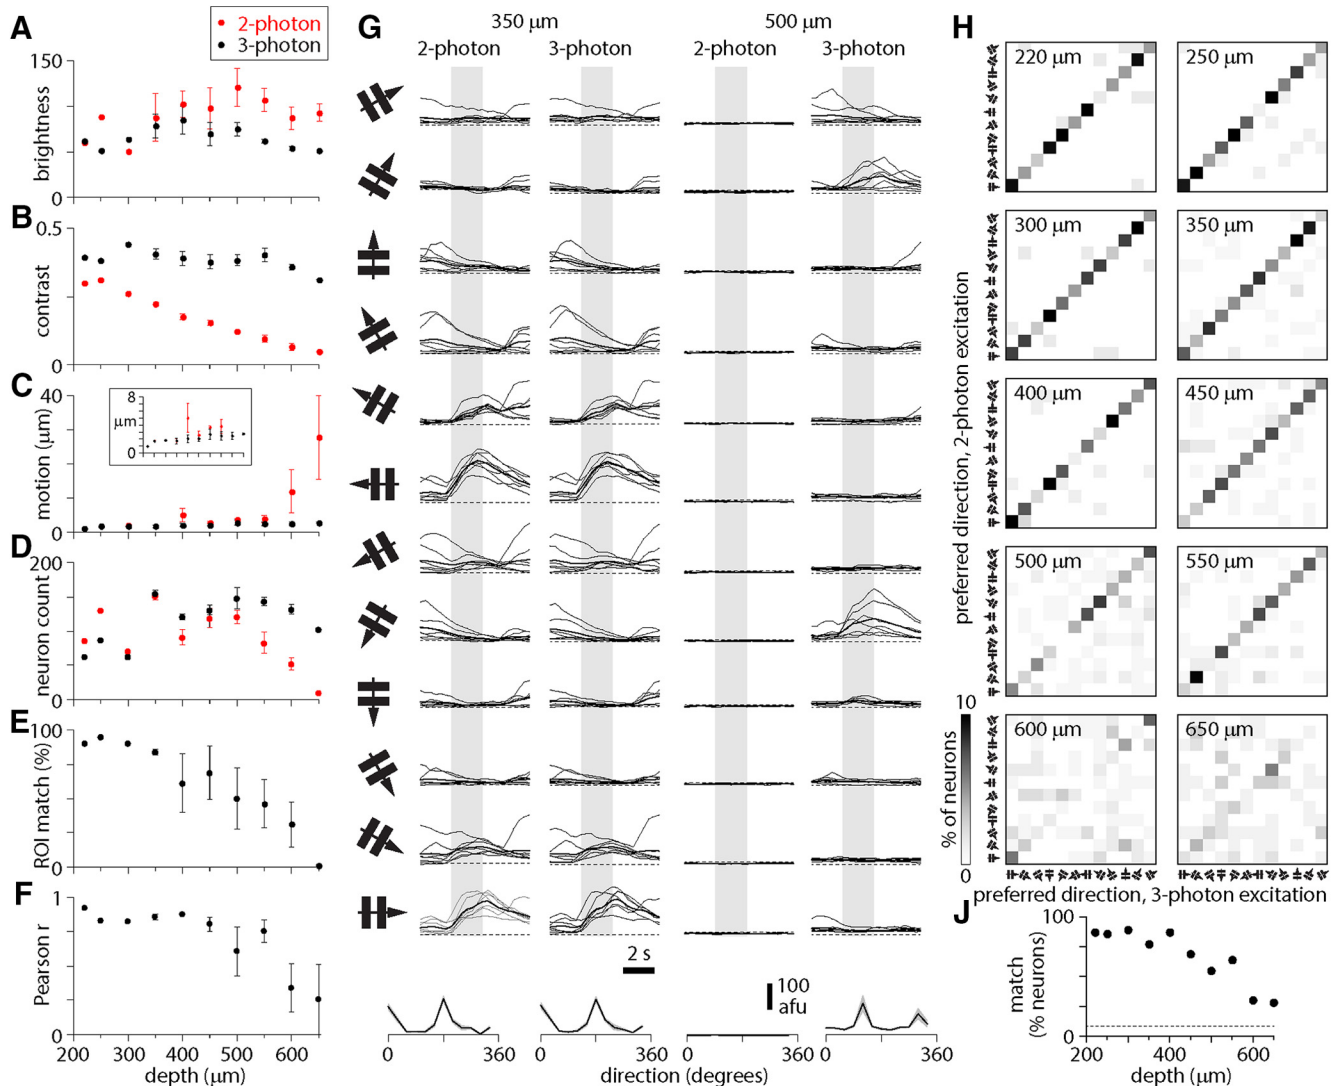 A
2-photon
3-photon
150
brightness
0
B
0.5
contrast
0
C
40
motion (μm)
0
8
μm
0
D
200
neuron count
0
E
100
ROI match (%)
0
F
1
Pearson r
0
200
400
600
depth (μm)
G
350 μm
500 μm
2-photon
3-photon
2-photon
3-photon
2 s
100
afu
0
360
0
360
0
360
0
360
direction (degrees)
H
220 μm
250 μm
300 μm
350 μm
400 μm
450 μm
500 μm
550 μm
600 μm
650 μm
preferred direction, 2-photon excitation
10
% of neurons
0
preferred direction, 3-photon excitation
J
100
match
(% neurons)
0
200
400
600
depth (μm)